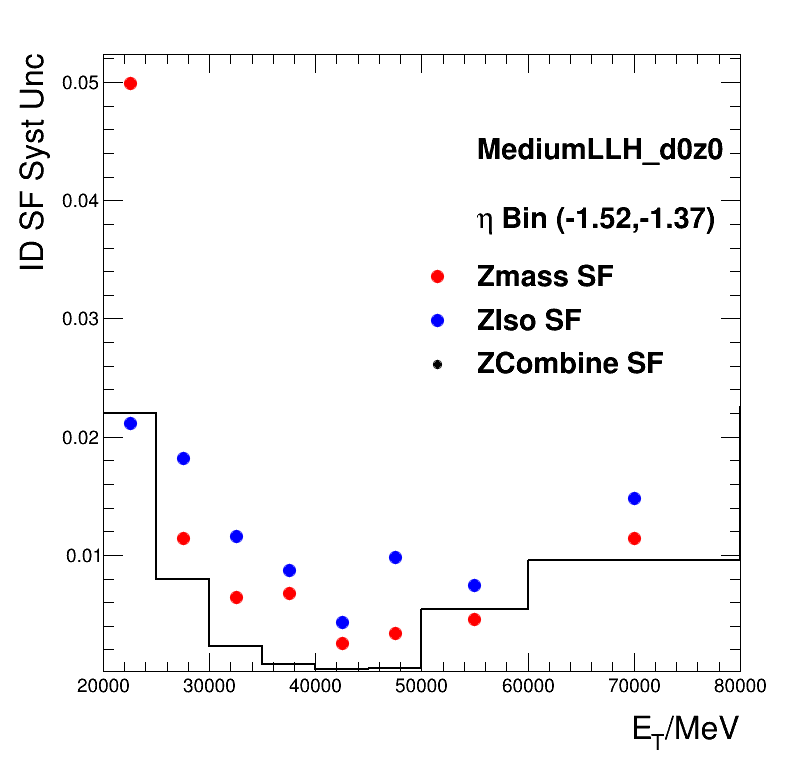 ID SF Syst Unc
0.05
0.04
0.03
0.02
0.01
MediumLLH_d0z0
η Bin (-1.52,-1.37)
Zmass SF
ZIso SF
ZCombine SF
20000 30000 40000 50000 60000 70000 80000
E_T/MeV